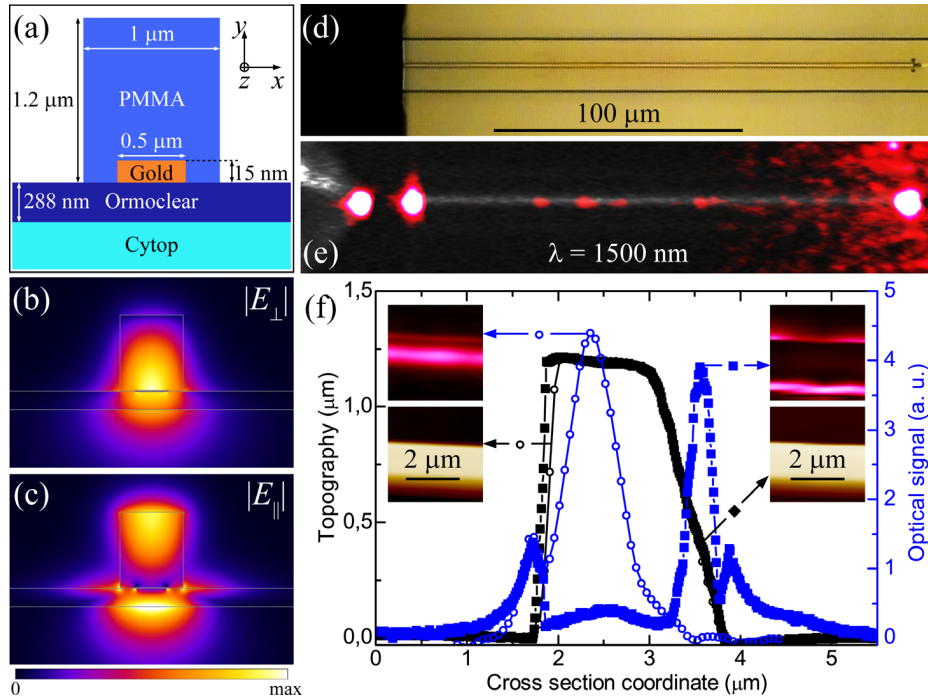 (a)
1 μm
y
x
z
1.2 μm
PMMA
0.5 μm
Gold
15 nm
288 nm
Ormoclear
Cytop
(b)
|E⊥|
(c)
|E∥|
0
max
(d)
100 μm
(e)
λ = 1500 nm
(f)
1,5
1,0
0,5
0,0
Topography (μm)
2 μm
2 μm
5
4
3
2
1
0
Optical signal (a. u.)
0
1
2
3
4
5
Cross section coordinate (μm)